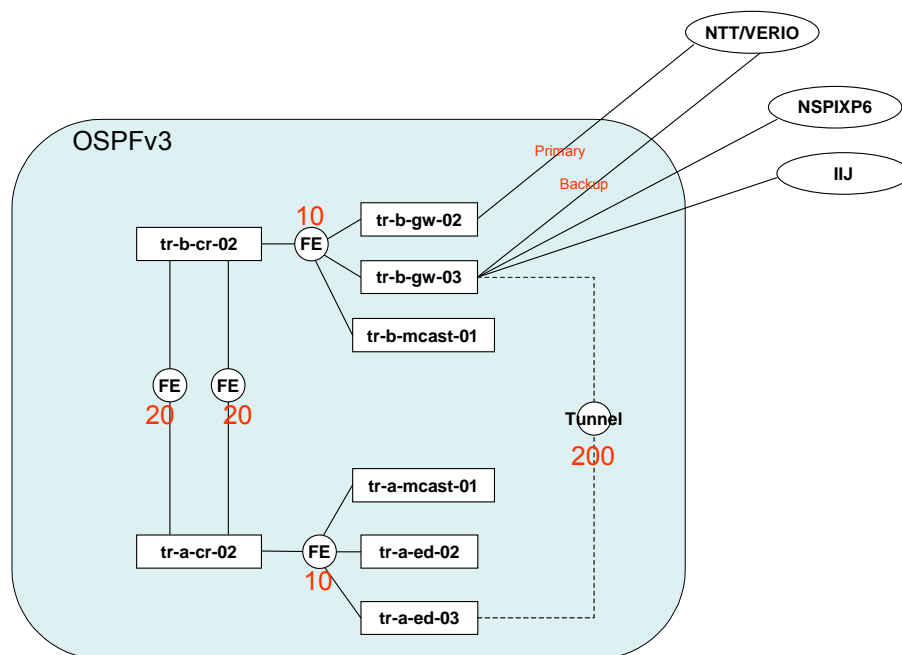 NTT/VERIO
NSPIXP6
OSPFv3
Primary
IIJ
Backup
10
tr-b-gw-02
tr-b-cr-02
FE
tr-b-gw-03
tr-b-mcast-01
FE
FE
20
20
Tunnel
200
tr-a-mcast-01
tr-a-cr-02
FE
tr-a-ed-02
10
tr-a-ed-03